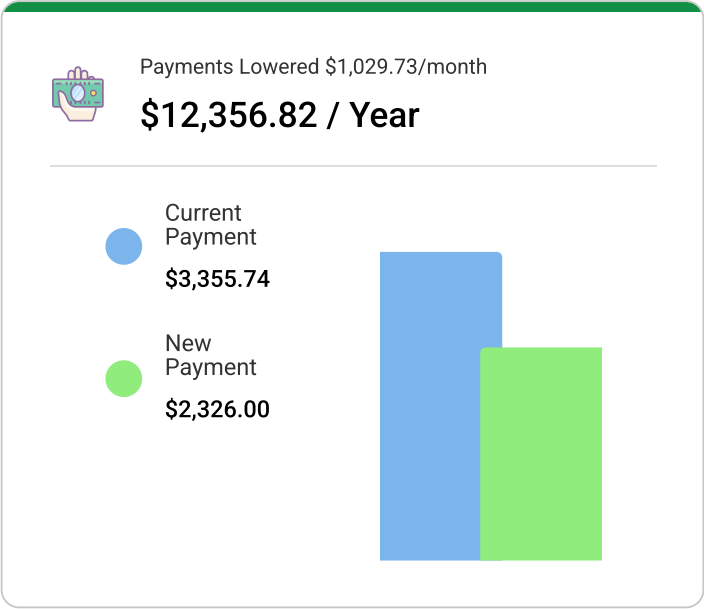 Payments Lowered $1,029.73/month
$12,356.82 / Year
Current
Payment
$3,355.74
New
Payment
$2,326.00